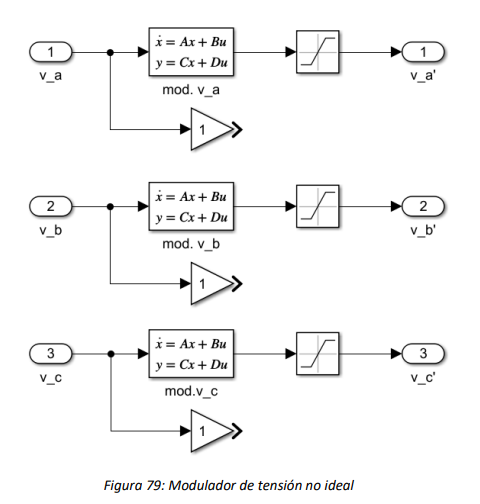 1
v_a
ẋ = Ax + Bu
y = Cx + Du
mod. v_a
1
v_a'
1
2
v_b
ẋ = Ax + Bu
y = Cx + Du
mod. v_b
2
v_b'
1
3
v_c
ẋ = Ax + Bu
y = Cx + Du
mod.v_c
3
v_c'
1
Figura 79: Modulador de tensión no ideal